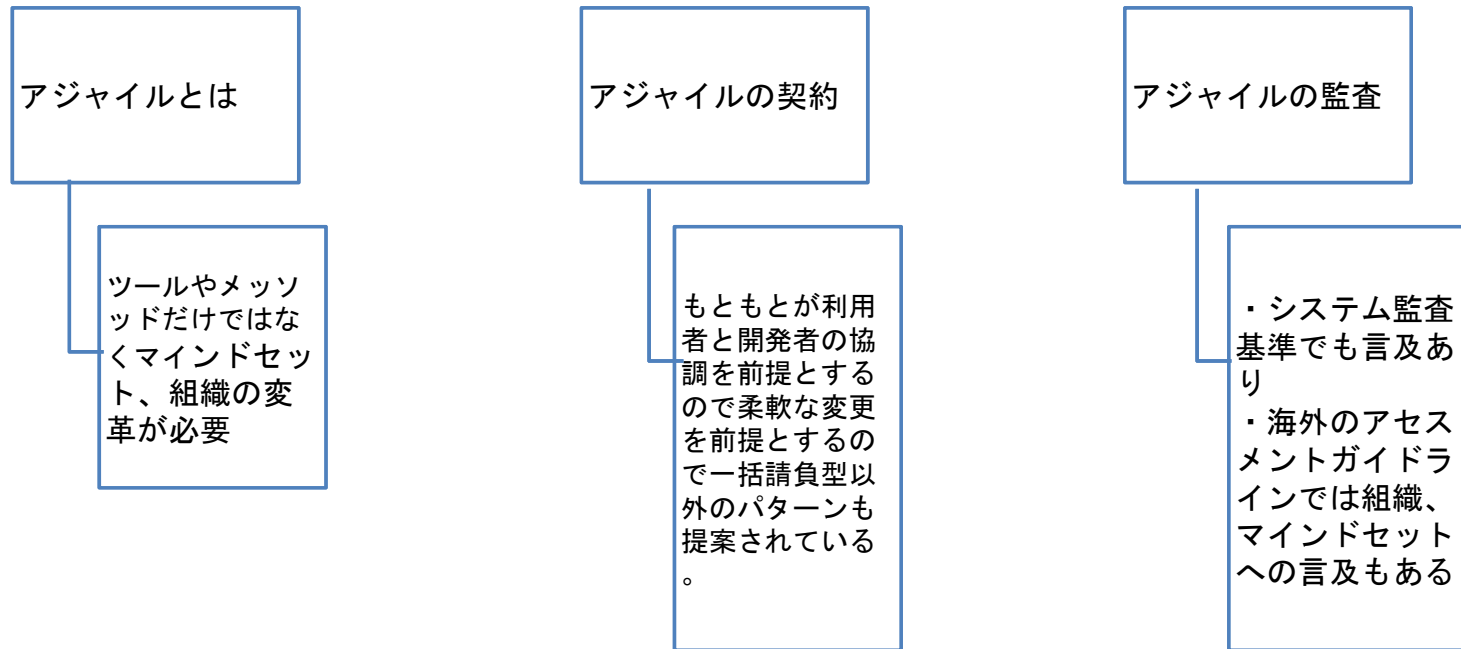 アジャイルとは
ツールやメッソ
ッドだけではな
くマインドセッ
ト、組織の変
革が必要
アジャイルの契約
もともとが利用
者と開発者の協
調を前提とする
ので柔軟な変更
を前提とするの
で一括請負型以
外のパターンも
提案されている
。
アジャイルの監査
・システム監査
基準でも言及あ
り
・海外のアセス
メントガイドラ
インでは組織、
マインドセット
への言及もある